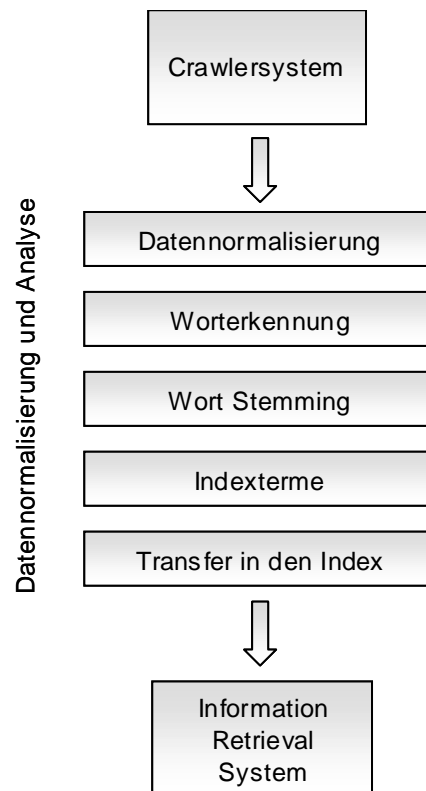 Crawlersystem
Datennormalisierung und Analyse
Datennormalisierung
Worterkennung
Wort Stemming
Indexterme
Transfer in den Index
Information
Retrieval
System